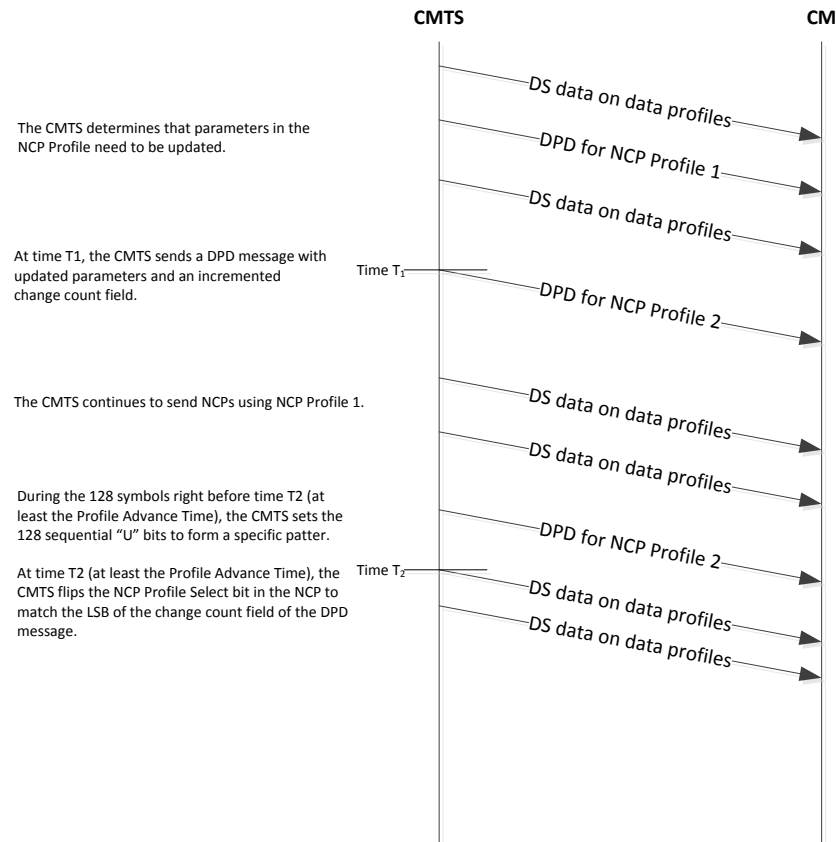 CMTS
CM
DS data on data profiles
The CMTS determines that parameters in the
NCP Profile need to be updated.
DPD for NCP Profile 1
DS data on data profiles
At time T1, the CMTS sends a DPD message with
updated parameters and an incremented
change count field.
Time T1
DPD for NCP Profile 2
The CMTS continues to send NCPs using NCP Profile 1.
DS data on data profiles
DS data on data profiles
During the 128 symbols right before time T2 (at
least the Profile Advance Time), the CMTS sets the
128 sequential “U” bits to form a specific patter.
DPD for NCP Profile 2
At time T2 (at least the Profile Advance Time), the
CMTS flips the NCP Profile Select bit in the NCP to
match the LSB of the change count field of the DPD
message.
Time T2
DS data on data profiles
DS data on data profiles